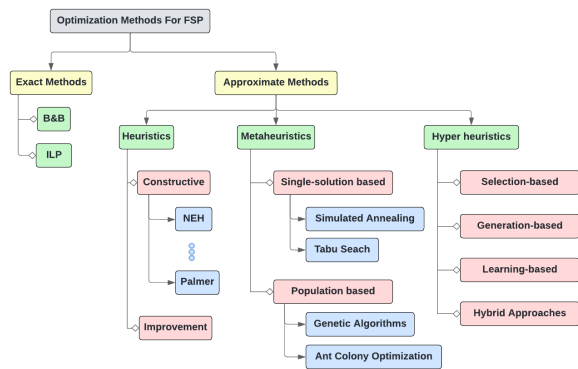 Optimization Methods For FSP
Exact Methods
Approximate Methods
B&B
ILP
Heuristics
Metaheuristics
Hyper heuristics
Constructive
Single-solution based
Selection-based
NEH
Simulated Annealing
Generation-based
Tabu Seach
Learning-based
Palmer
Population based
Hybrid Approaches
Improvement
Genetic Algorithms
Ant Colony Optimization